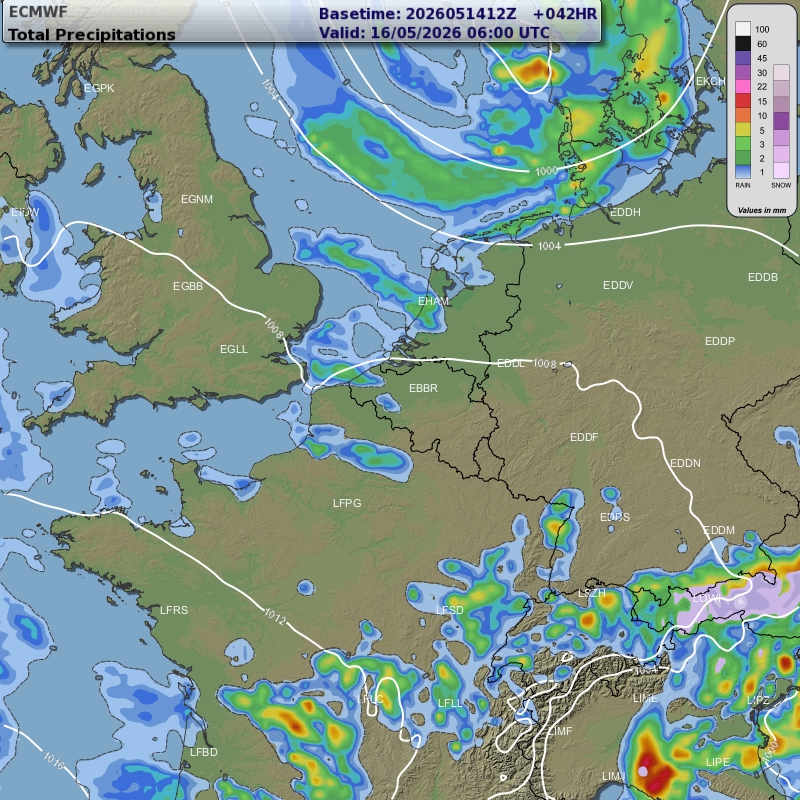 ECMWF
Basetime: 2026051412Z +042HR
Total Precipitations
Valid: 16/05/2026 06:00 UTC
100
60
45
30
22
15
10
5
3
2
1
RAIN
SNOW
Values in mm
EGPK
EKCH
1004
1000
EGNM
EDDH
1004
EDDB
EGBB
EDDV
EHAM
1008
EDDP
EGLL
EDDL
1008
EBBR
EDDF
EDDN
LFPG
EDDS
EDDM
LSZH
LFRS
1012
LFSD
LFLC
LFLL
LIME
LIPZ
LIMF
LFBD
1016
LIPE
LIMJ